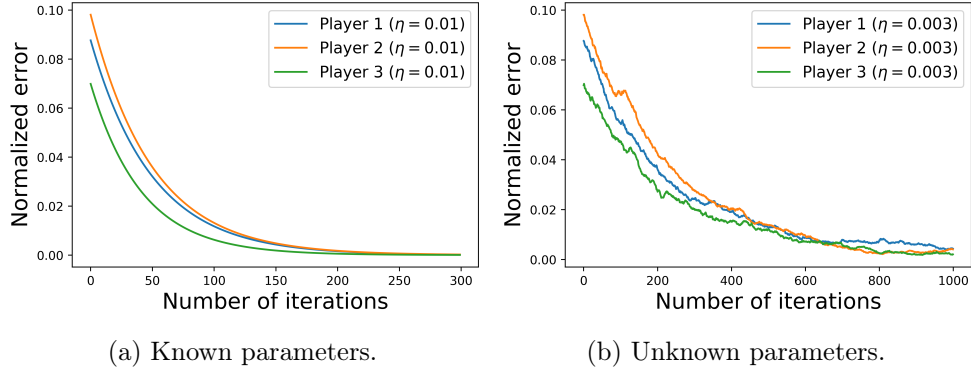 Player 1 (η = 0.01)
Player 2 (η = 0.01)
Player 3 (η = 0.01)
Normalized error
0.10
0.08
0.06
0.04
0.02
0.00
0 50 100 150 200 250 300
Number of iterations
(a) Known parameters.
Player 1 (η = 0.003)
Player 2 (η = 0.003)
Player 3 (η = 0.003)
Normalized error
0.10
0.08
0.06
0.04
0.02
0.00
0 200 400 600 800 1000
Number of iterations
(b) Unknown parameters.